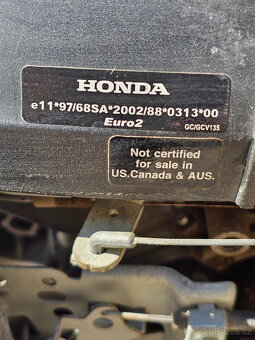 HONDA
e11*97/68SA*2002/88*0313*00
Euro2
GC/GCV135
Not certified
for sale in
US.Canada & AUS.